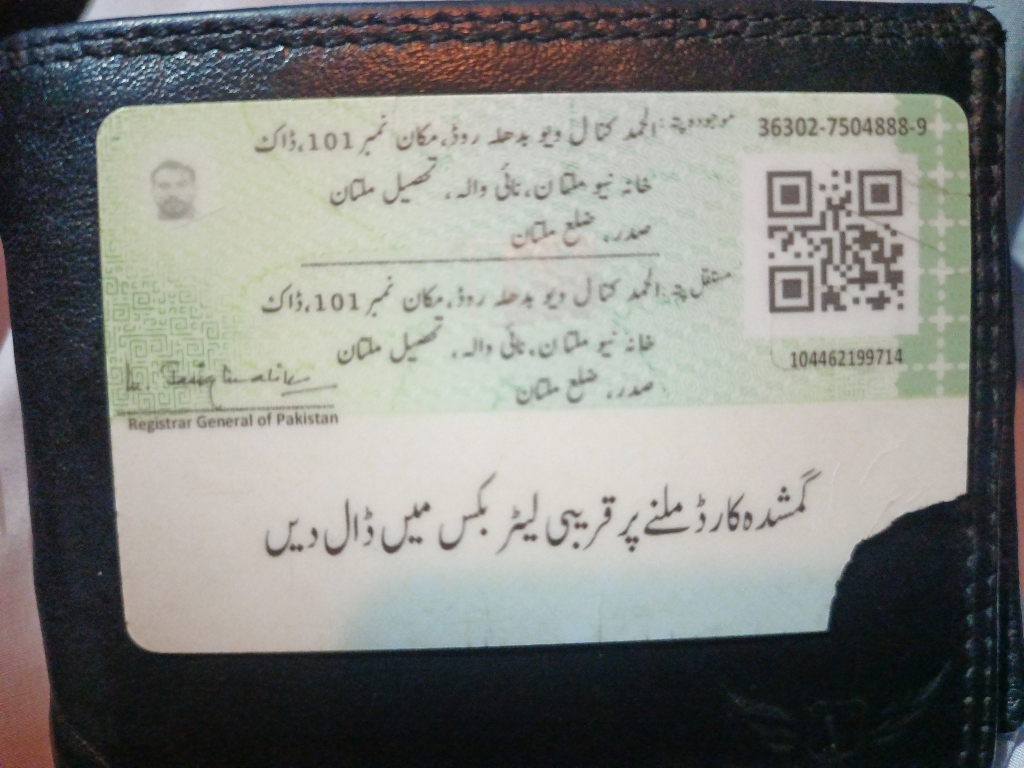 36302-7504888-9
موجودہ پتہ: الحمد کنال ویو بدھلہ روڈ، مکان نمبر 101، ڈاک
خانہ نیو ملتان، نائی والہ، تحصیل ملتان
صدر، ضلع ملتان
مستقل پتہ: الحمد کنال ویو بدھلہ روڈ، مکان نمبر 101، ڈاک
خانہ نیو ملتان، نائی والہ، تحصیل ملتان
صدر، ضلع ملتان
104462199714
Registrar General of Pakistan
گمشدہ کارڈ ملنے پر قریبی لیٹر بکس میں ڈال دیں